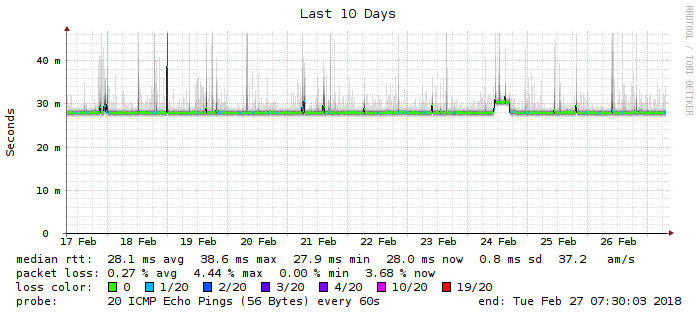 Last 10 Days
RRDTOOL / TOBI OETIKER
Seconds
40 m
30 m
20 m
10 m
0
17 Feb 18 Feb 19 Feb 20 Feb 21 Feb 22 Feb 23 Feb 24 Feb 25 Feb 26 Feb
median rtt: 28.1 ms avg 38.6 ms max 27.9 ms min 28.0 ms now 0.8 ms sd 37.2 am/s
packet loss: 0.27 % avg 4.44 % max 0.00 % min 3.68 % now
loss color: 0 1/20 2/20 3/20 4/20 10/20 19/20
probe: 20 ICMP Echo Pings (56 Bytes) every 60s end: Tue Feb 27 07:30:03 2018